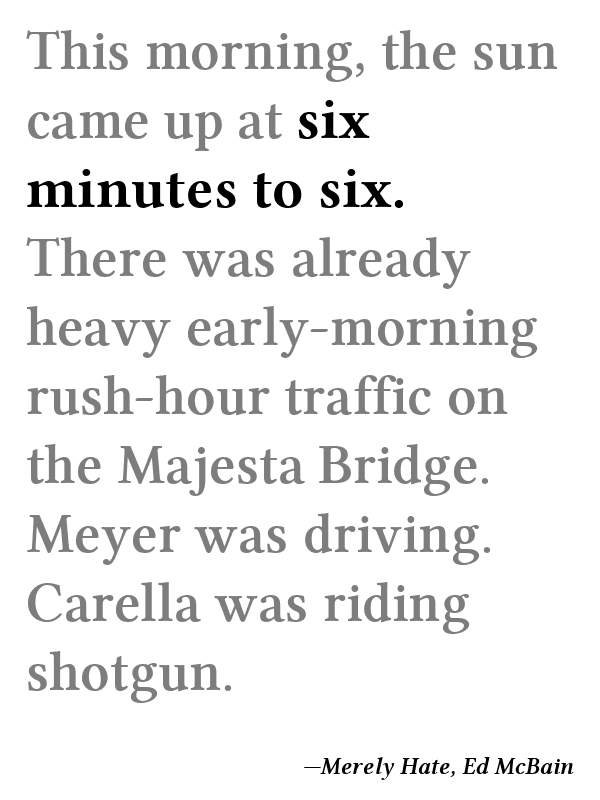 This morning, the sun
came up at six
minutes to six.
There was already
heavy early-morning
rush-hour traffic on
the Majesta Bridge.
Meyer was driving.
Carella was riding
shotgun.
—Merely Hate, Ed McBain